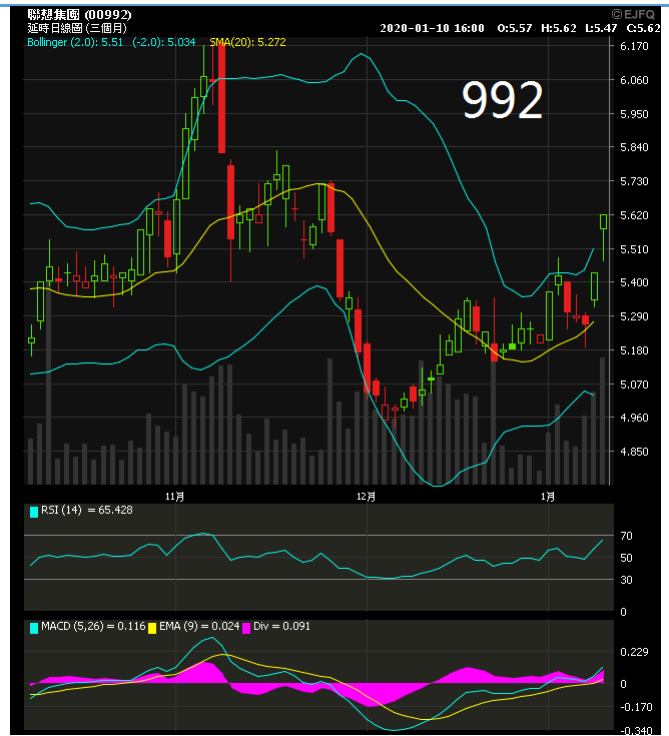 聯想集團 (00992)
©EJFQ
延時日線圖 (三個月)
2020-01-10 16:00 O:5.57 H:5.62 L:5.47 C:5.62
Bollinger (2.0): 5.51 (-2.0): 5.034 SMA(20): 5.272
6.170
6.060
992
5.950
5.840
5.730
5.620
5.510
5.400
5.290
5.180
5.070
4.960
4.850
11月 12月 1月
RSI (14) = 65.428
70
50
30
0
MACD (5,26) = 0.116 EMA (9) = 0.024 Div = 0.091
0.229
0
-0.170
-0.340